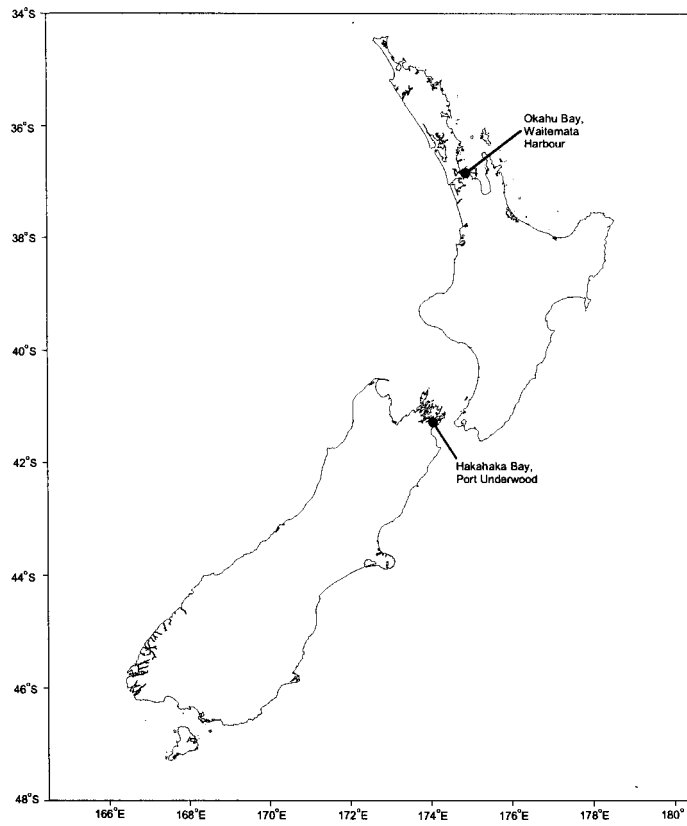 34°S
36°S
38°S
40°S
42°S
44°S
46°S
48°S
Okahu Bay,
Waitemata
Harbour
Hakahaka Bay,
Port Underwood
166°E 168°E 170°E 172°E 174°E 176°E 178°E 180°